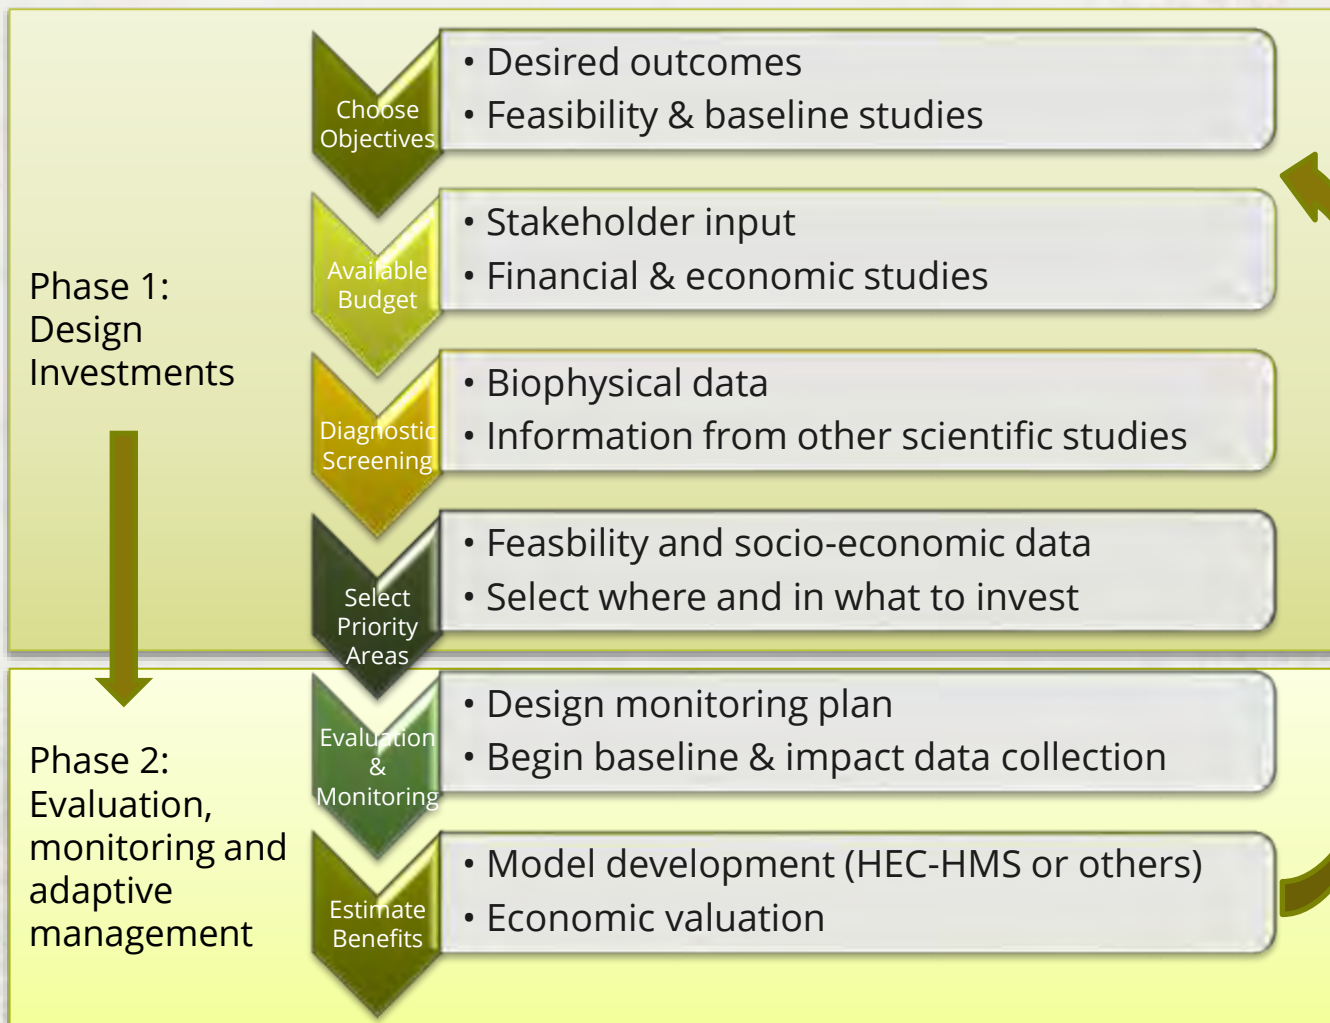 Phase 1:
Design
Investments
Choose
Objectives
• Desired outcomes
• Feasibility & baseline studies
Available
Budget
• Stakeholder input
• Financial & economic studies
Diagnostic
Screening
• Biophysical data
• Information from other scientific studies
Select
Priority
Areas
• Feasbility and socio-economic data
• Select where and in what to invest
Phase 2:
Evaluation,
monitoring and
adaptive
management
Evaluation
&
Monitoring
• Design monitoring plan
• Begin baseline & impact data collection
Estimate
Benefits
• Model development (HEC-HMS or others)
• Economic valuation